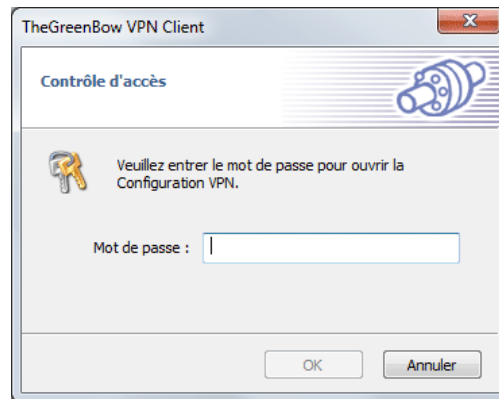 TheGreenBow VPN Client
Contrôle d'accès
Veuillez entrer le mot de passe pour ouvrir la
Configuration VPN.
Mot de passe :
OK
Annuler